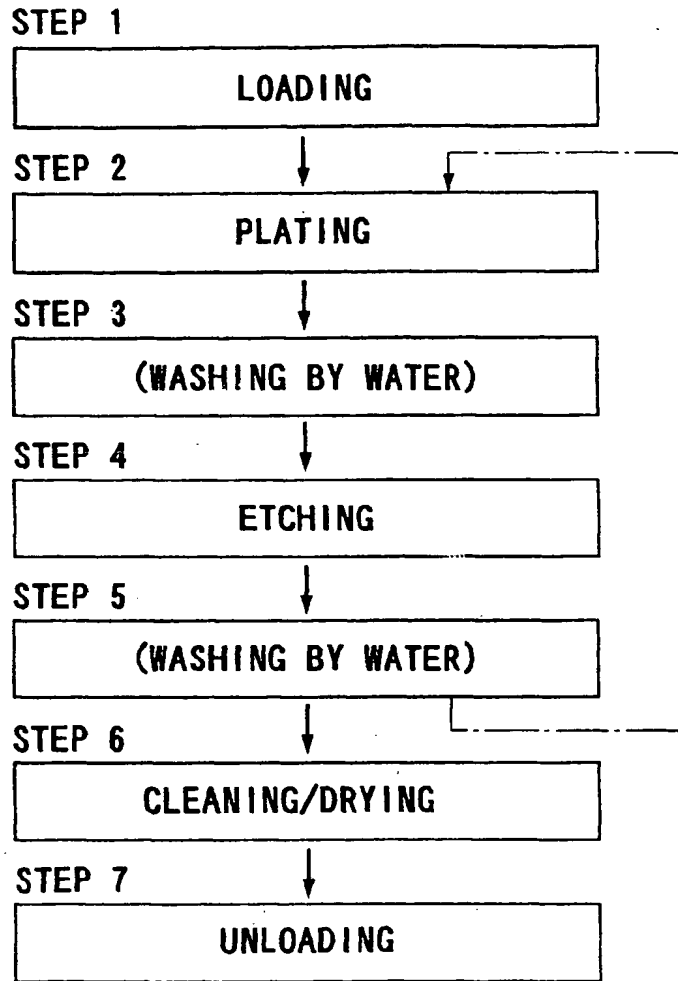 STEP 1
LOADING
STEP 2
PLATING
STEP 3
(WASHING BY WATER)
STEP 4
ETCHING
STEP 5
(WASHING BY WATER)
STEP 6
CLEANING/DRYING
STEP 7
UNLOADING